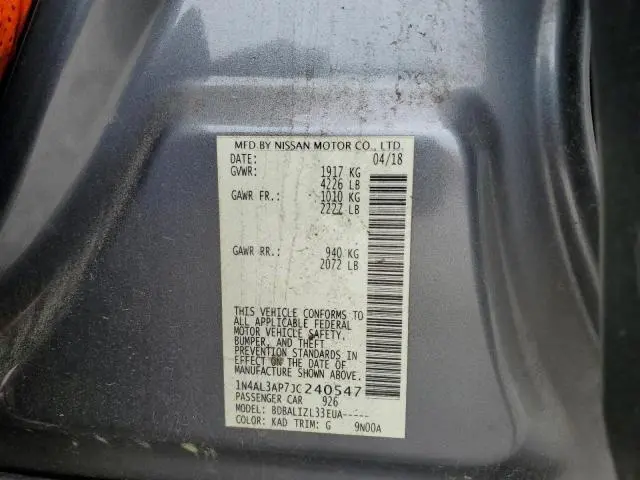 MFD BY NISSAN MOTOR CO., LTD.
DATE: 04/18
GVWR: 1917 KG
4226 LB
GAWR FR.: 1010 KG
2227 LB
GAWR RR.: 940 KG
2072 LB
THIS VEHICLE CONFORMS TO
ALL APPLICABLE FEDERAL
MOTOR VEHICLE SAFETY,
BUMPER, AND THEFT
PREVENTION STANDARDS IN
EFFECT ON THE DATE OF
MANUFACTURE SHOWN ABOVE.
1N4AL3AP7JC240547
PASSENGER CAR 926
MODEL: BDBALIZL33EUA-----
COLOR: KAD TRIM: G 9N00A